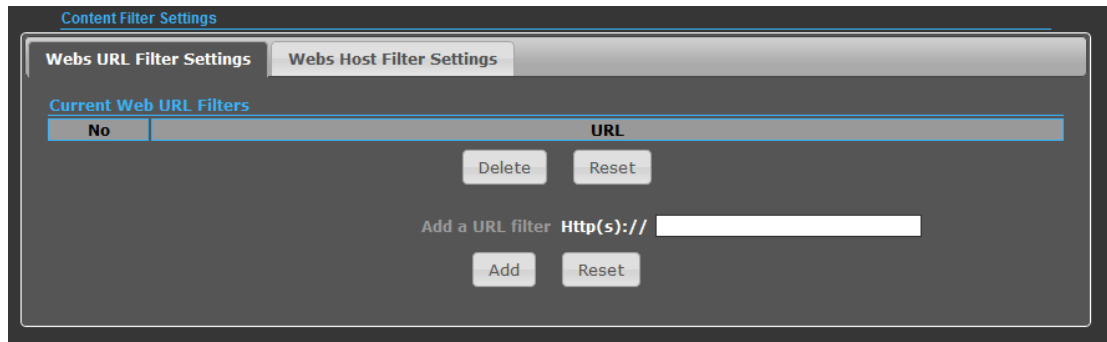 Content Filter Settings
Webs URL Filter Settings Webs Host Filter Settings
Current Web URL Filters
No URL
Delete Reset
Add a URL filter Http(s)://
Add Reset